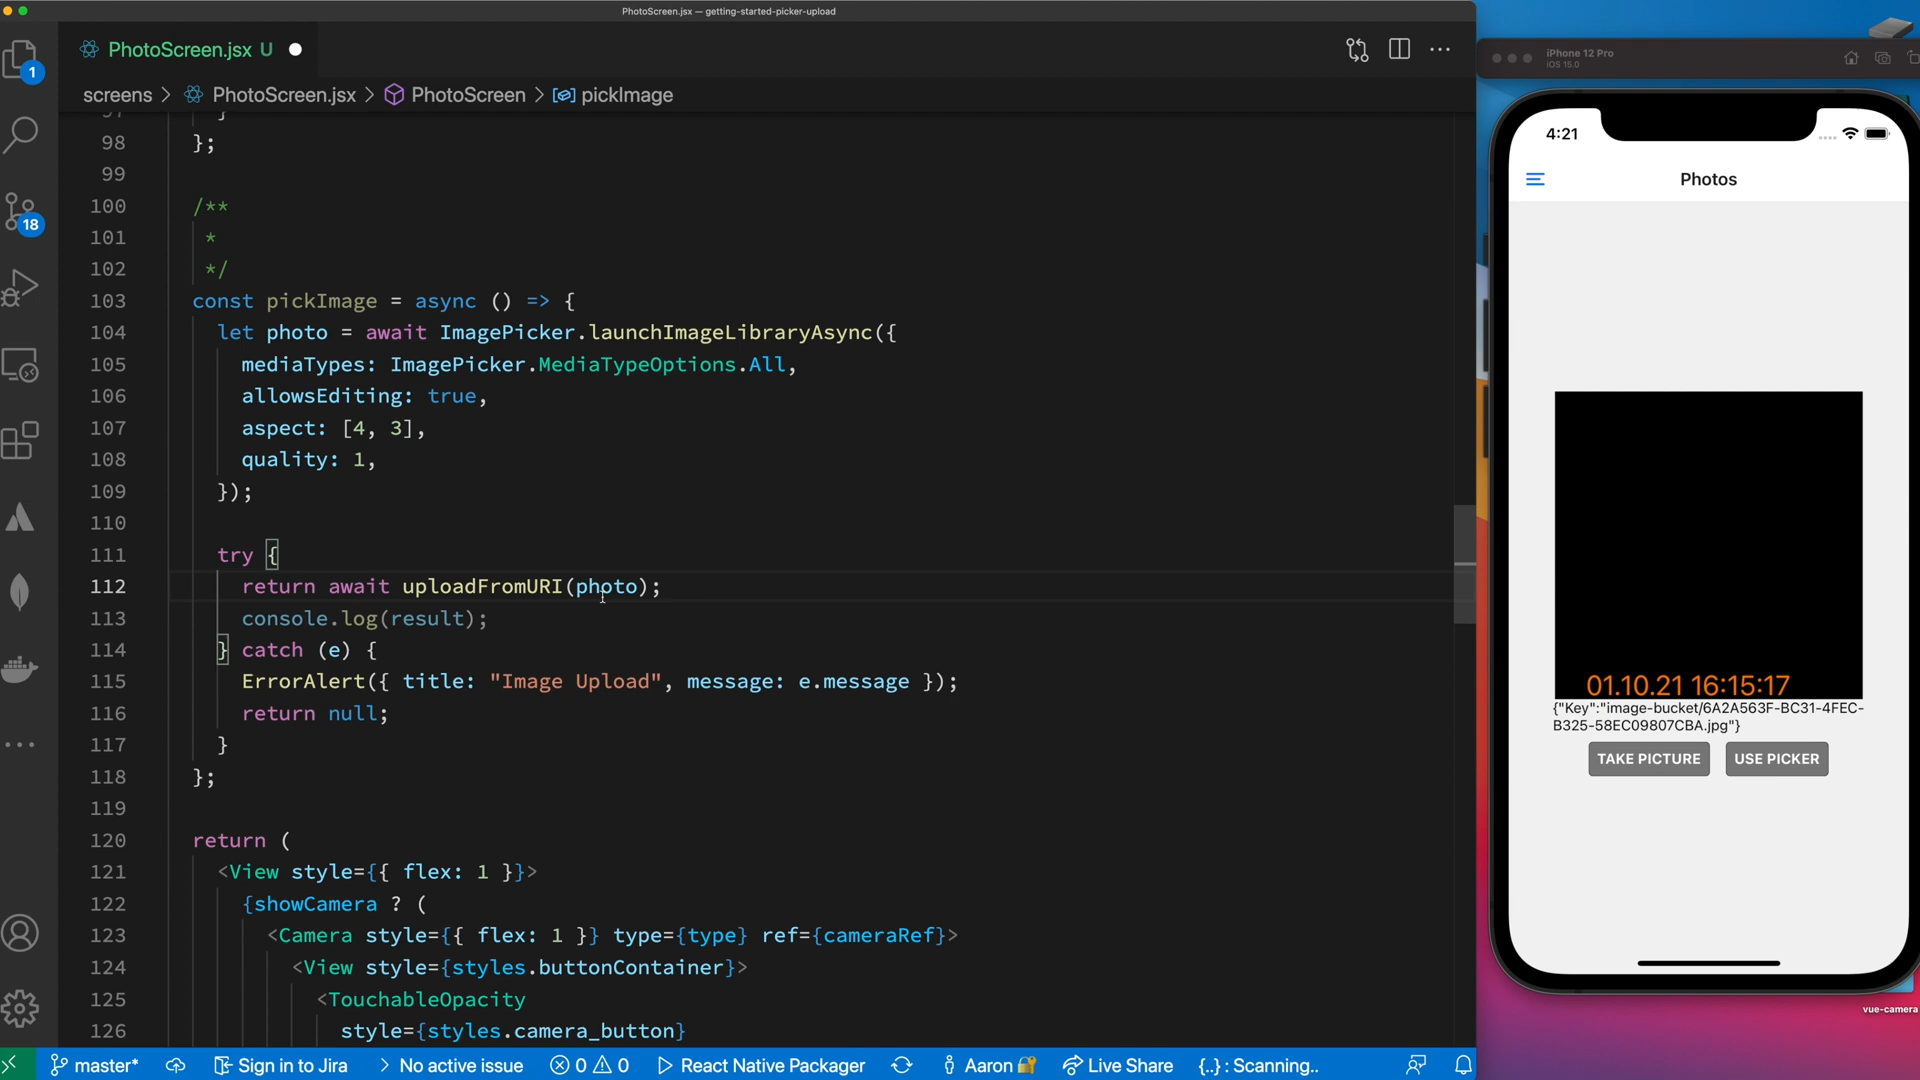 PhotoScreen.jsx — getting-started-picker-upload
PhotoScreen.jsx U
screens > PhotoScreen.jsx > PhotoScreen > pickImage
1
18
97 }
98 };
99
100 /**
101 *
102 */
103 const pickImage = async () => {
104 let photo = await ImagePicker.launchImageLibraryAsync({
105 mediaTypes: ImagePicker.MediaTypeOptions.All,
106 allowsEditing: true,
107 aspect: [4, 3],
108 quality: 1,
109 });
110
111 try {
112 return await uploadFromURI(photo);
113 console.log(result);
114 } catch (e) {
115 ErrorAlert({ title: "Image Upload", message: e.message });
116 return null;
117 }
118 };
119
120 return (
121 <View style={{ flex: 1 }}>
122 {showCamera ? (
123 <Camera style={{ flex: 1 }} type={type} ref={cameraRef}>
124 <View style={styles.buttonContainer}>
125 <TouchableOpacity
126 style={styles.camera_button}
master* Sign in to Jira > No active issue 0 0 React Native Packager Aaron Live Share {..} : Scanning..
iPhone 12 Pro
iOS 15.0
4:21
Photos
01.10.21 16:15:17
{"Key":"image-bucket/6A2A563F-BC31-4FEC-
B325-58EC09807CBA.jpg"}
TAKE PICTURE USE PICKER
vue-camera